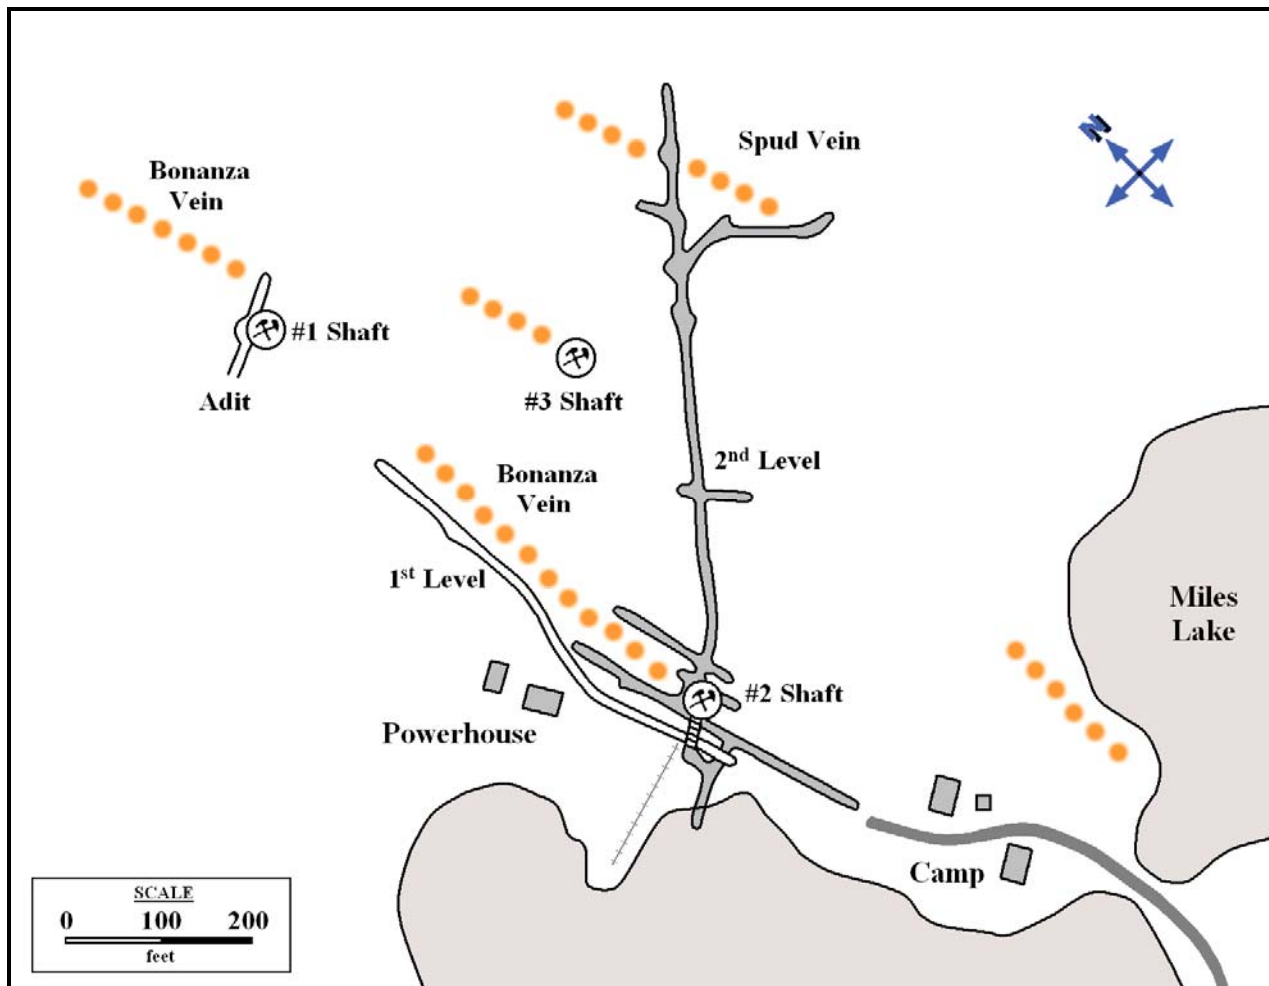 Spud Vein
N
Bonanza
Vein
#1 Shaft
Adit
#3 Shaft
2nd Level
Bonanza
Vein
1st Level
Miles
Lake
#2 Shaft
Powerhouse
Camp
SCALE
0 100 200
feet